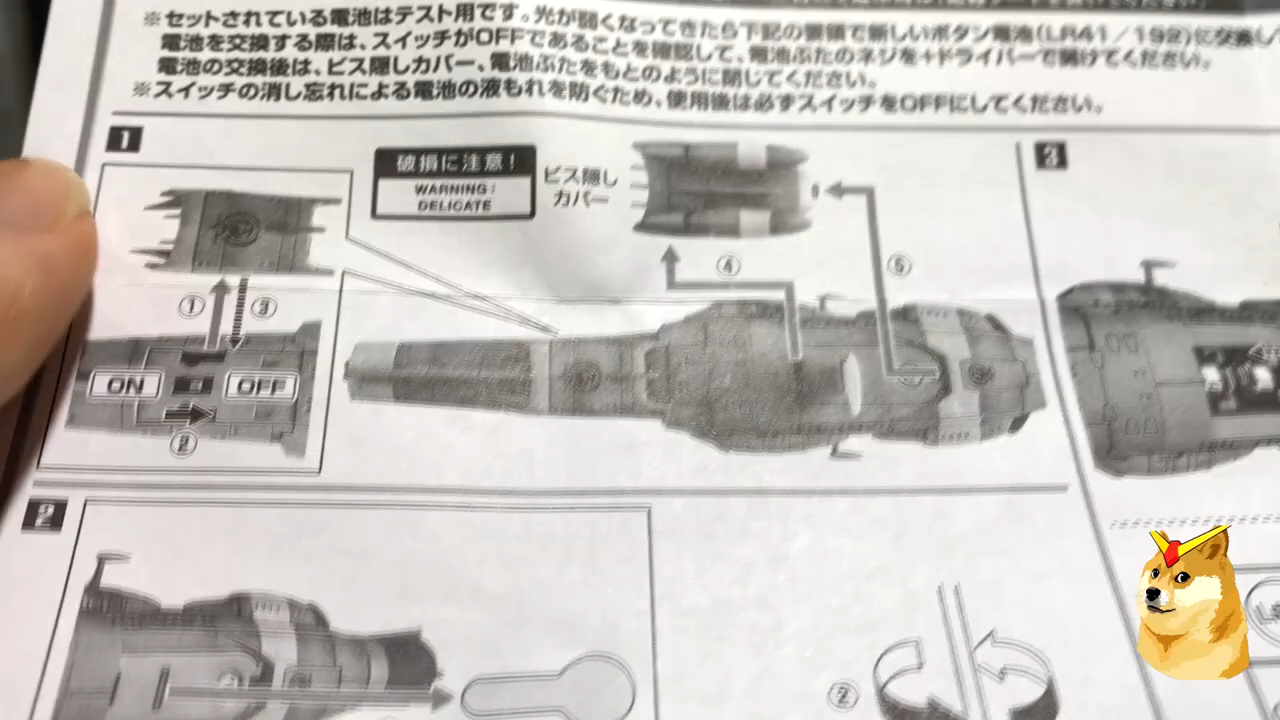 ※セットされている電池はテスト用です。光が弱くなってきたら下記の要領で新しいボタン電池(LR41／192)に交換し
電池を交換する際は、スイッチがOFFであることを確認して、電池ぶたのネジを+ドライバーで開けてください。
電池の交換後は、ビス隠しカバー、電池ぶたをもとのように閉じてください。
※スイッチの消し忘れによる電池の液もれを防ぐため、使用後は必ずスイッチをOFFにしてください。
1
破損に注意!
WARNING:
DELICATE
ビス隠し
カバー
3
④
⑤
①
③
ON
OFF
②
2
②